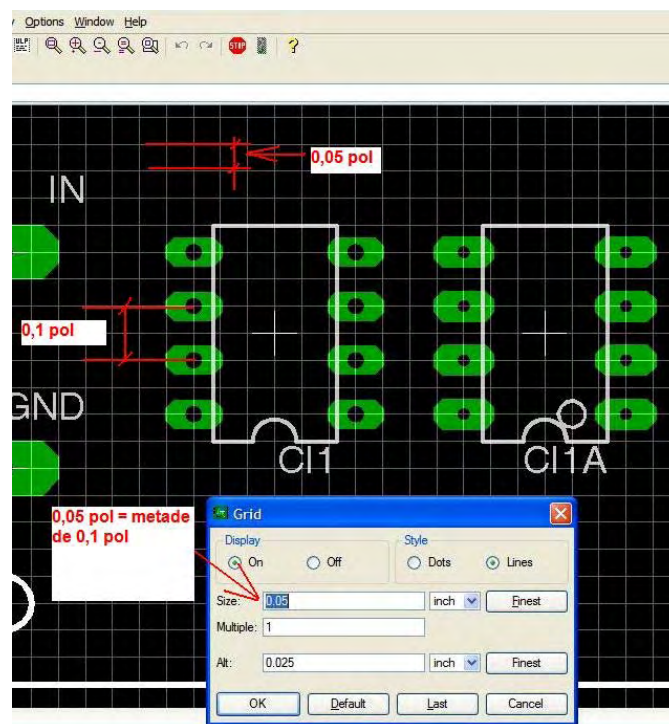 Options Window Help
ULP
STOP
?
0,05 pol
IN
0,1 pol
GND
CI1
CI1A
0,05 pol = metade
de 0,1 pol
Grid
Display
On
Off
Style
Dots
Lines
Size:
0.05
inch
Finest
Multiple:
1
Alt:
0.025
inch
Finest
OK
Default
Last
Cancel